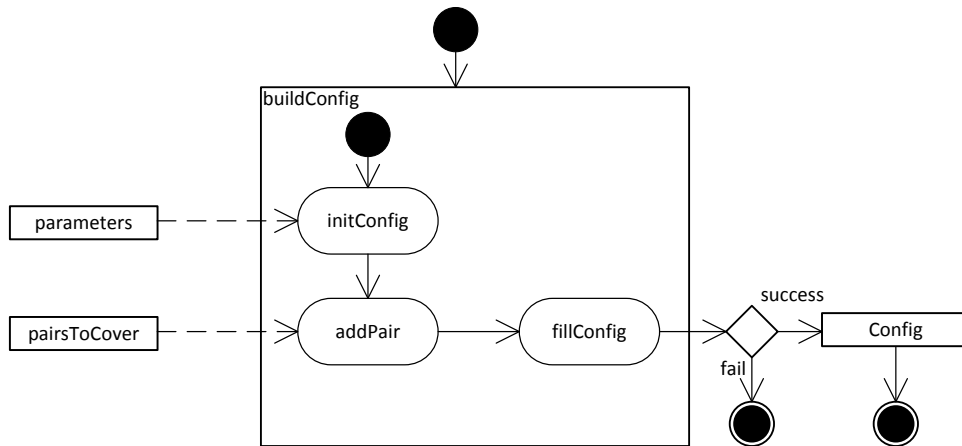 buildConfig
initConfig
parameters
addPair
fillConfig
pairsToCover
success
Config
fail